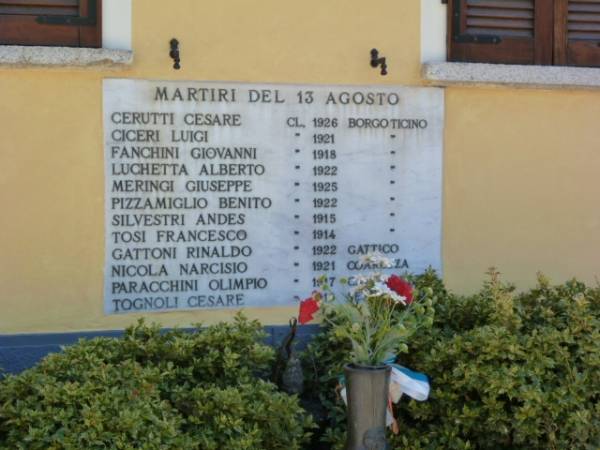 MARTIRI DEL 13 AGOSTO
CERUTTI CESARE CL. 1926 BORGO TICINO
CICERI LUIGI " 1921 "
FANCHINI GIOVANNI " 1918 "
LUCHETTA ALBERTO " 1922 "
MERINGI GIUSEPPE " 1925 "
PIZZAMIGLIO BENITO " 1922 "
SILVESTRI ANDES " 1915 "
TOSI FRANCESCO " 1914 "
GATTONI RINALDO " 1922 GATTICO
NICOLA NARCISIO " 1921
PARACCHINI OLIMPIO "
TOGNOLI CESARE "